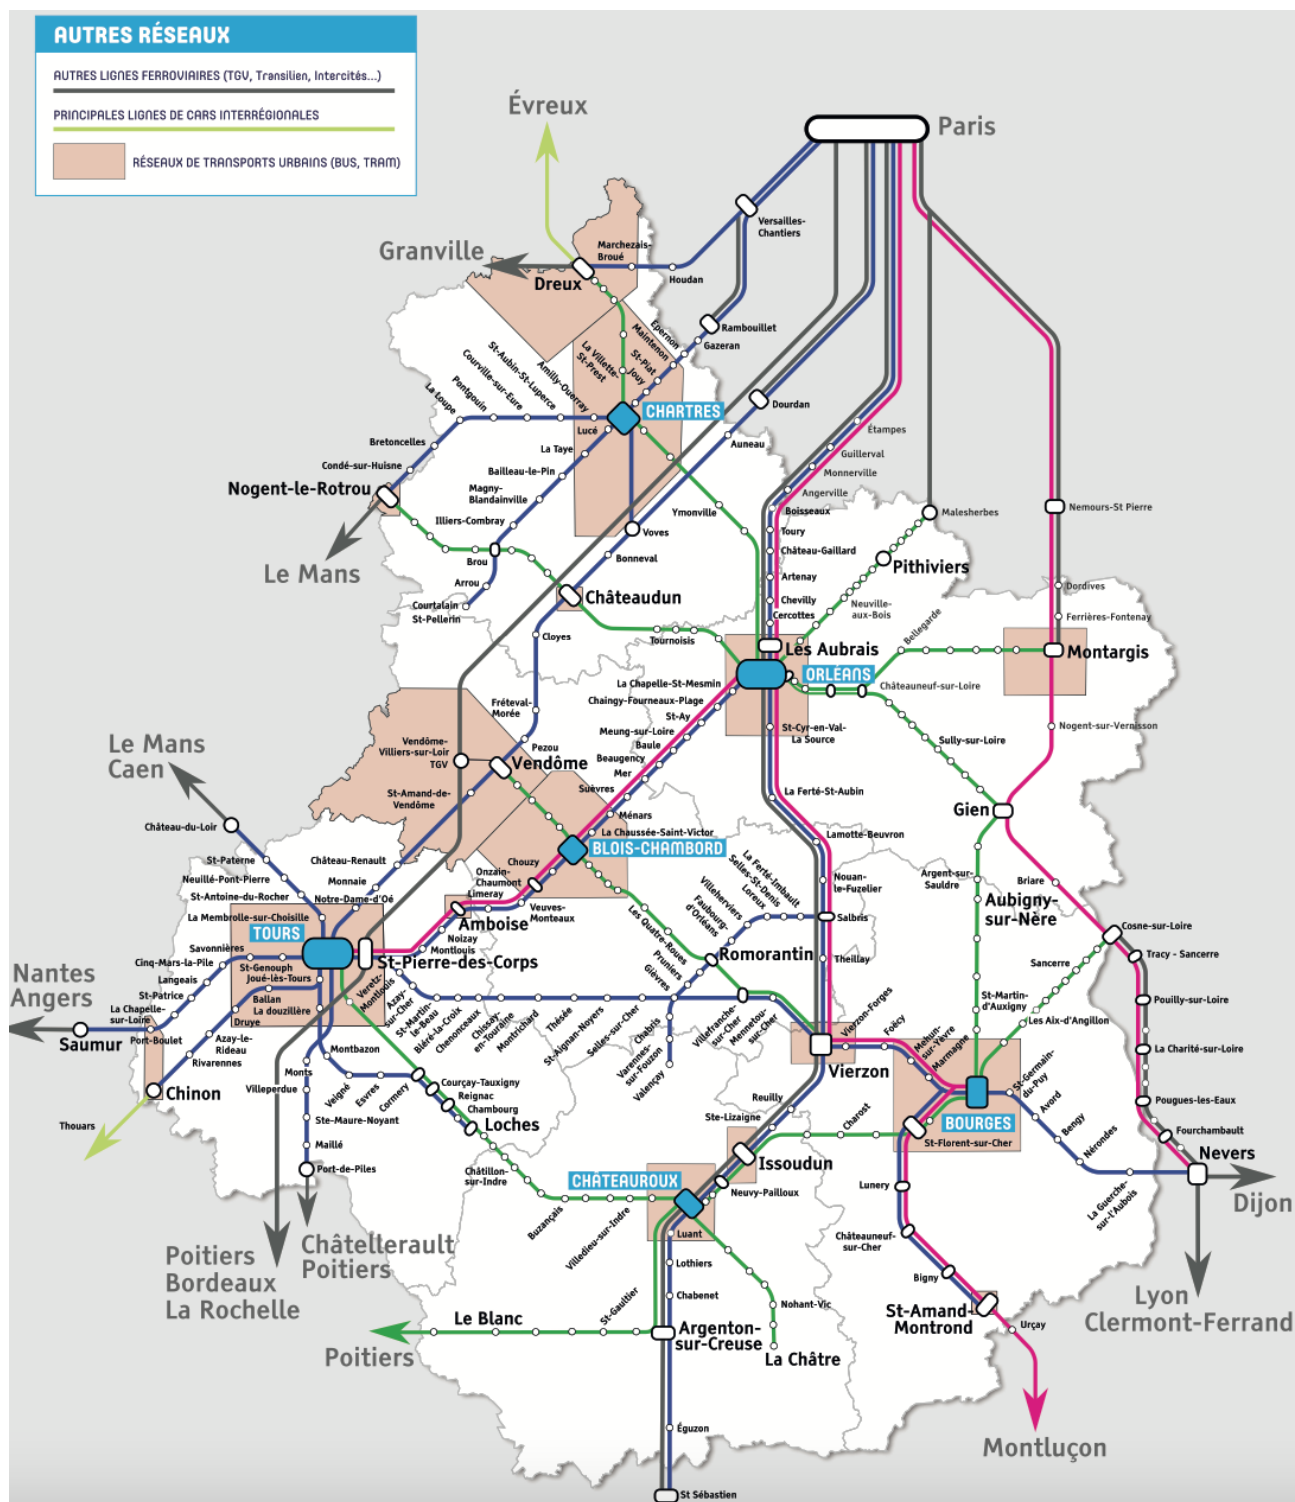 AUTRES RÉSEAUX
AUTRES LIGNES FERROVIAIRES (TGV, Transilien, Intercités...)
PRINCIPALES LIGNES DE CARS INTERRÉGIONALES
RÉSEAUX DE TRANSPORTS URBAINS (BUS, TRAM)
Évreux
Paris
Granville
Versailles-
Chantiers
Marchezais-
Broué
Houdan
Dreux
Rambouillet
Gazeran
Épernon
Maintenon
St-Piat
Jouy
La Villette-
St-Prest
Amilly-Ouerray
St-Aubin-St-Luperce
Courville-sur-Eure
Pontgouin
La Loupe
CHARTRES
Lucé
Dourdan
Auneau
Étampes
Guillerval
Monnerville
Angerville
Boisseaux
Toury
Château-Gaillard
Artenay
Chevilly
Cercottes
Bretoncelles
Condé-sur-Huisne
Nogent-le-Rotrou
Le Mans
La Taye
Bailleau-le-Pin
Magny-
Blandainville
Illiers-Combray
Brou
Arrou
Courtalain
St-Pellerin
Ymonville
Voves
Bonneval
Châteaudun
Cloyes
Tournoisis
Malesherbes
Pithiviers
Neuville-
aux-Bois
Bellegarde
Nemours-St Pierre
Dordives
Ferrières-Fontenay
Montargis
Les Aubrais
ORLÉANS
Châteauneuf-sur-Loire
Nogent-sur-Vernisson
La Chapelle-St-Mesmin
Chaingy-Fourneaux-Plage
St-Ay
Meung-sur-Loire
Baule
Beaugency
Mer
Suèvres
Ménars
La Chaussée-Saint-Victor
BLOIS-CHAMBORD
St-Cyr-en-Val-
La Source
Sully-sur-Loire
Gien
La Ferté-St-Aubin
Lamotte-Beuvron
Nouan-
le-Fuzelier
Salbris
Theillay
Fréteval-
Morée
Pezou
Vendôme-
Villiers-sur-Loir
TGV
Vendôme
St-Amand-de-
Vendôme
Château-Renault
Monnaie
Notre-Dame-d'Oé
Le Mans
Caen
Château-du-Loir
St-Paterne
Neuillé-Pont-Pierre
St-Antoine-du-Rocher
La Membrolle-sur-Choisille
TOURS
Chouzy
Onzain-
Chaumont
Limeray
Veuves-
Monteaux
Amboise
Noizay
Montlouis
St-Pierre-des-Corps
La Ferté-Imbault
Selles-St-Denis
Loreux
Villeherviers
Faubourg-
d'Orléans
Romorantin
Les Quatre-Roues
Pruniers
Gièvres
Chabris
Varennes-
sur-Fouzon
Valençay
Argent-sur-
Sauldre
Aubigny-
sur-Nère
Briare
Cosne-sur-Loire
Tracy - Sancerre
Sancerre
Pouilly-sur-Loire
St-Martin-
d'Auxigny
Les Aix-d'Angillon
La Charité-sur-Loire
Pougues-les-Eaux
Fourchambault
Nevers
Dijon
Lyon
Clermont-Ferrand
Savonnières
Cinq-Mars-la-Pile
Langeais
St-Patrice
La Chapelle-
sur-Loire
Port-Boulet
Nantes
Angers
Saumur
St-Genouph
Joué-lès-Tours
Ballan
La douzillère
Druye
Azay-le-
Rideau
Rivarennes
Chinon
Thouars
Veretz-
Montlouis
Azay-
sur-Cher
St-Martin-
le-Beau
Bléré-la-Croix
Chenonceaux
Chissay-
en-Touraine
Montrichard
Thésée
St-Aignan-Noyers
Selles-sur-Cher
Villefranche-
sur-Cher
Mennetou-
sur-Cher
Vierzon-Forges
Vierzon
Foëcy
Mehun-
sur-Yèvre
Marmagne
BOURGES
St-Germain-
du-Puy
Avord
Bengy
Nérondes
La Guerche-
sur-l'Aubois
Montbazon
Monts
Villeperdue
Veigné
Esvres
Cormery
Courçay-Tauxigny
Reignac
Chambourg
Loches
Ste-Maure-Noyant
Maillé
Port-de-Piles
Châtellerault
Poitiers
Poitiers
Bordeaux
La Rochelle
Châtillon-
sur-Indre
Buzançais
Villedieu-sur-Indre
CHÂTEAUROUX
Reuilly
Ste-Lizaigne
Issoudun
Neuvy-Pailloux
Charost
St-Florent-sur-Cher
Lunery
Châteauneuf-
sur-Cher
Bigny
St-Amand-
Montrond
Urçay
Montluçon
Luant
Lothiers
Chabenet
Nohant-Vic
La Châtre
St-Gaultier
Le Blanc
Poitiers
Argenton-
sur-Creuse
Éguzon
St Sébastien